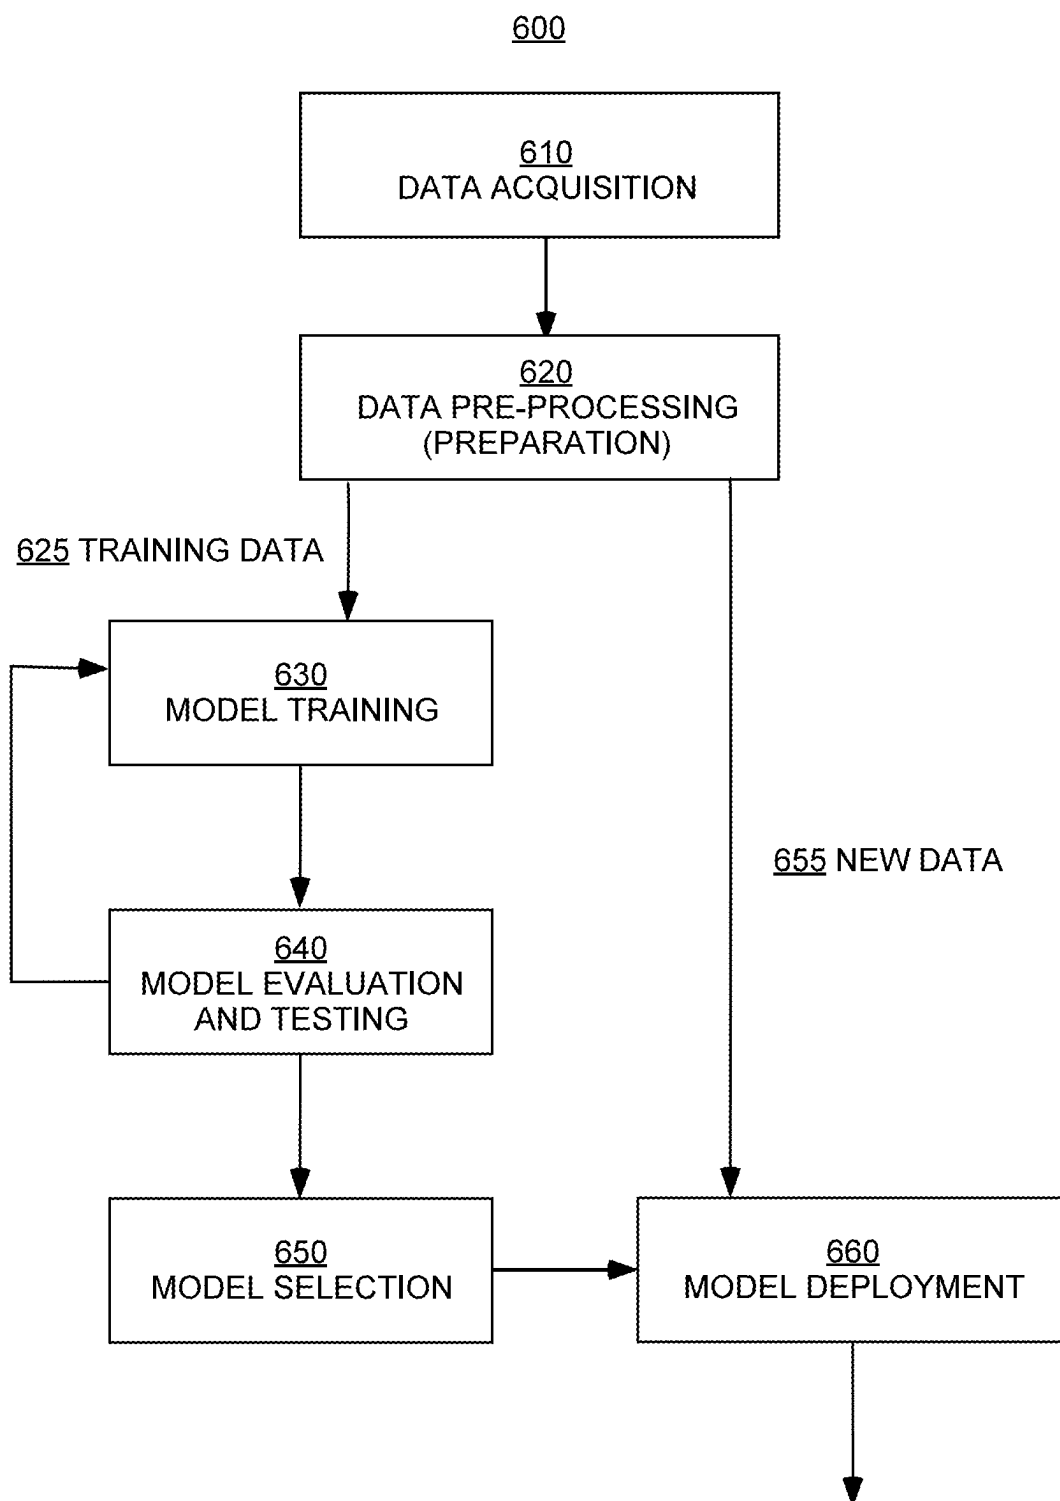 600
610
DATA ACQUISITION
620
DATA PRE-PROCESSING
(PREPARATION)
625 TRAINING DATA
630
MODEL TRAINING
655 NEW DATA
640
MODEL EVALUATION
AND TESTING
650
MODEL SELECTION
660
MODEL DEPLOYMENT